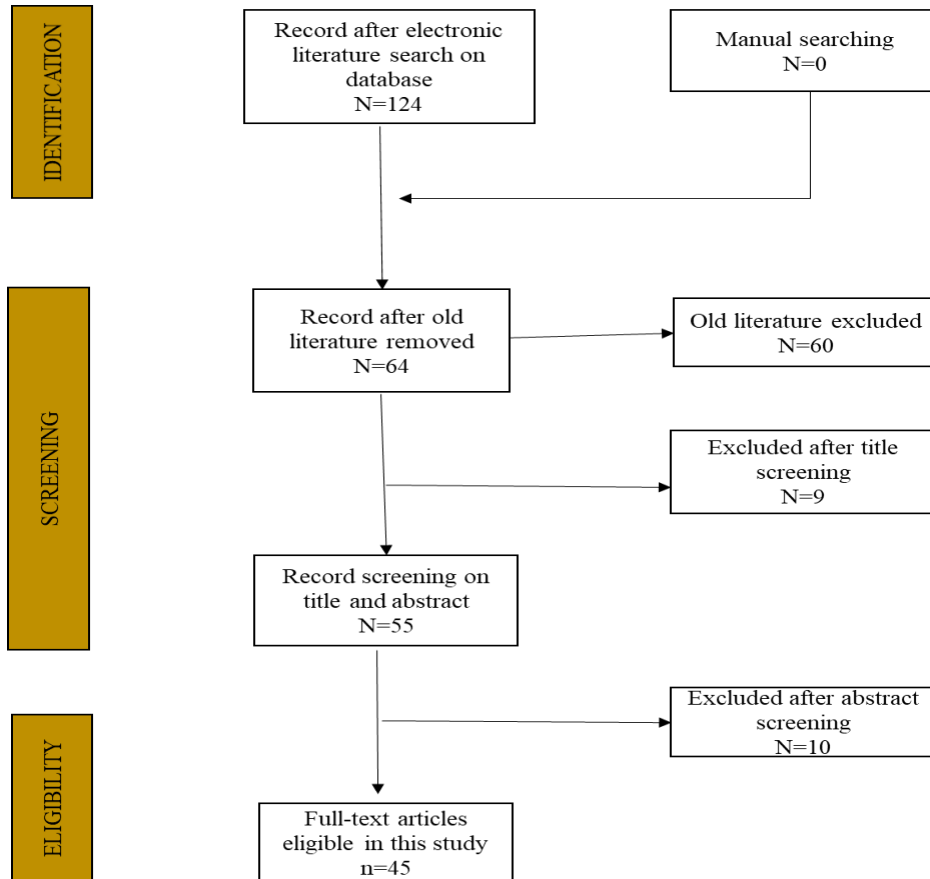 IDENTIFICATION
Record after electronic
literature search on
database
N=124
Manual searching
N=0
SCREENING
Record after old
literature removed
N=64
Old literature excluded
N=60
Excluded after title
screening
N=9
Record screening on
title and abstract
N=55
ELIGIBILITY
Excluded after abstract
screening
N=10
Full-text articles
eligible in this study
n=45